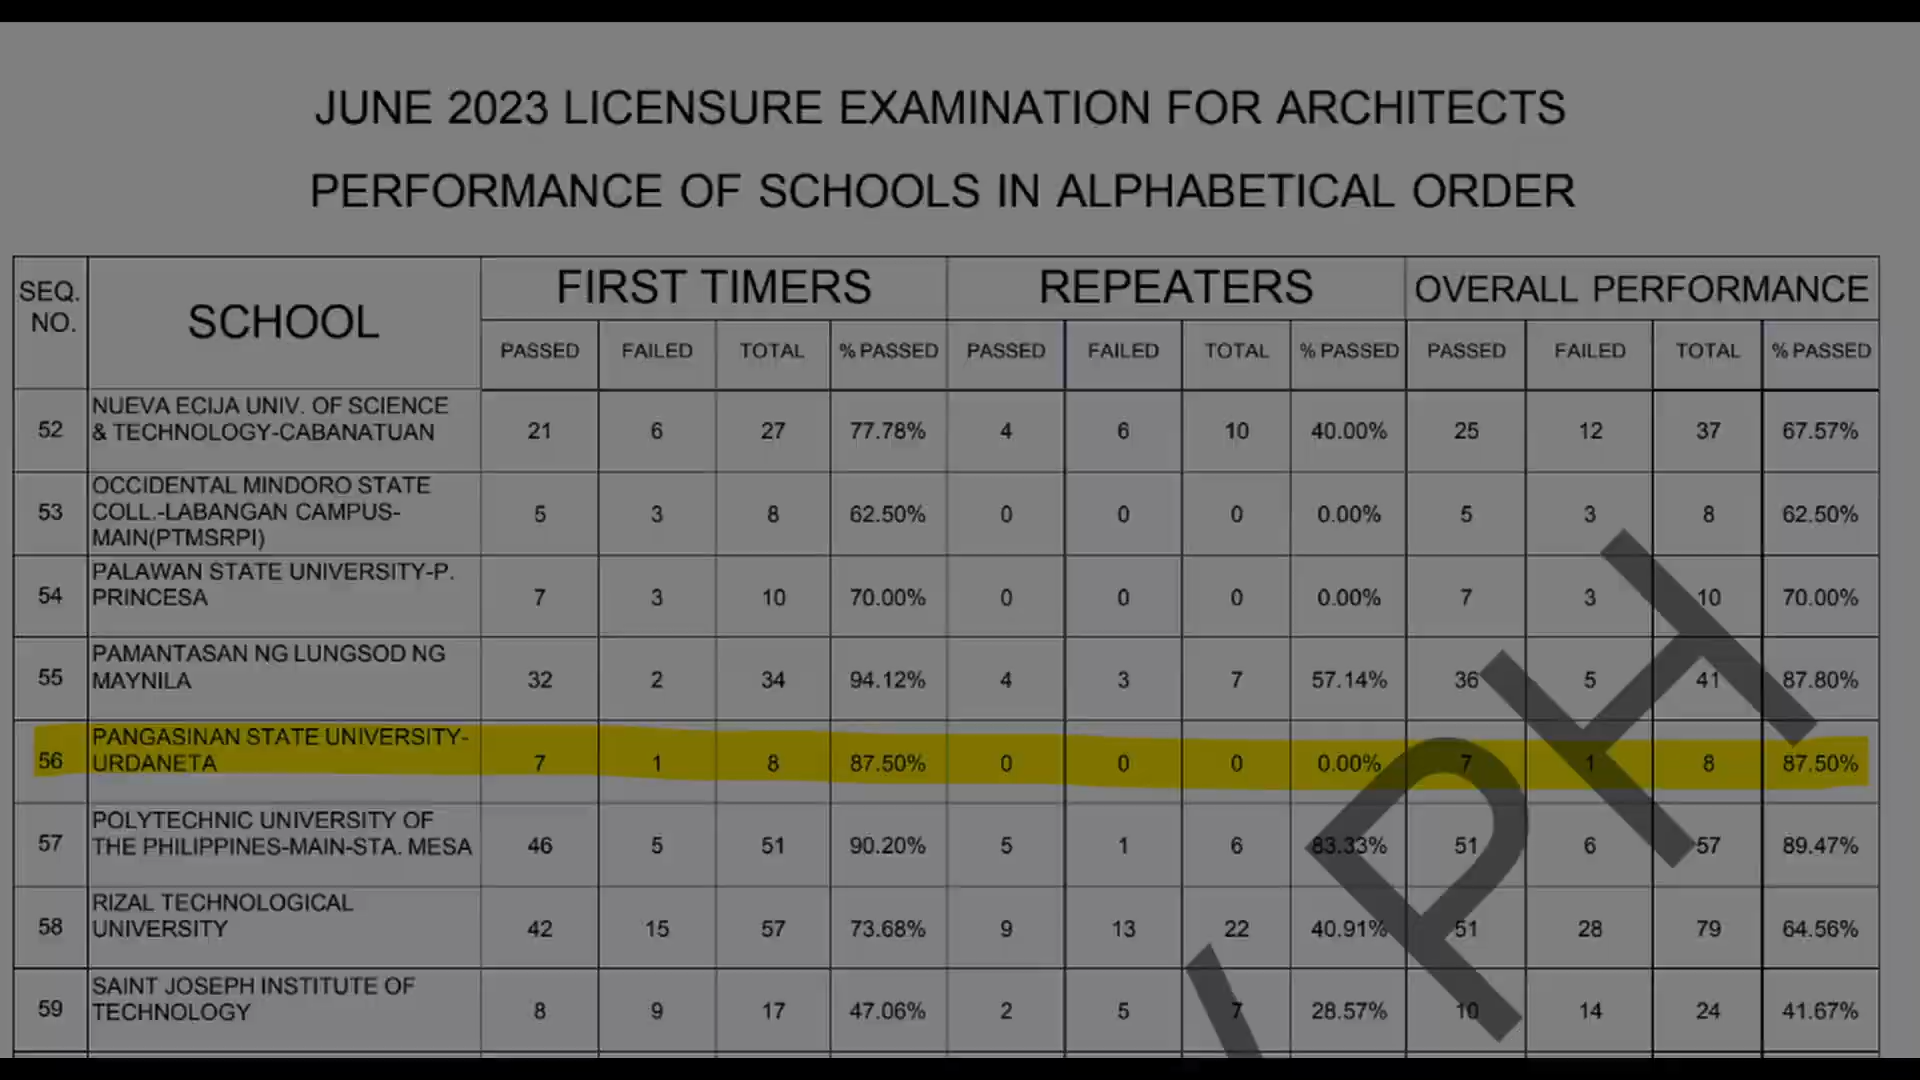 JUNE 2023 LICENSURE EXAMINATION FOR ARCHITECTS
PERFORMANCE OF SCHOOLS IN ALPHABETICAL ORDER
SEQ. NO. SCHOOL FIRST TIMERS REPEATERS OVERALL PERFORMANCE
PASSED FAILED TOTAL % PASSED PASSED FAILED TOTAL % PASSED PASSED FAILED TOTAL % PASSED
52 NUEVA ECIJA UNIV. OF SCIENCE
& TECHNOLOGY-CABANATUAN 21 6 27 77.78% 4 6 10 40.00% 25 12 37 67.57%
53 OCCIDENTAL MINDORO STATE
COLL.-LABANGAN CAMPUS-
MAIN(PTMSRPI) 5 3 8 62.50% 0 0 0 0.00% 5 3 8 62.50%
54 PALAWAN STATE UNIVERSITY-P.
PRINCESA 7 3 10 70.00% 0 0 0 0.00% 7 3 10 70.00%
55 PAMANTASAN NG LUNGSOD NG
MAYNILA 32 2 34 94.12% 4 3 7 57.14% 36 5 41 87.80%
56 PANGASINAN STATE UNIVERSITY-
URDANETA 7 1 8 87.50% 0 0 0 0.00% 7 1 8 87.50%
57 POLYTECHNIC UNIVERSITY OF
THE PHILIPPINES-MAIN-STA. MESA 46 5 51 90.20% 5 1 6 83.33% 51 6 57 89.47%
58 RIZAL TECHNOLOGICAL
UNIVERSITY 42 15 57 73.68% 9 13 22 40.91% 51 28 79 64.56%
59 SAINT JOSEPH INSTITUTE OF
TECHNOLOGY 8 9 17 47.06% 2 5 7 28.57% 10 14 24 41.67%
PH